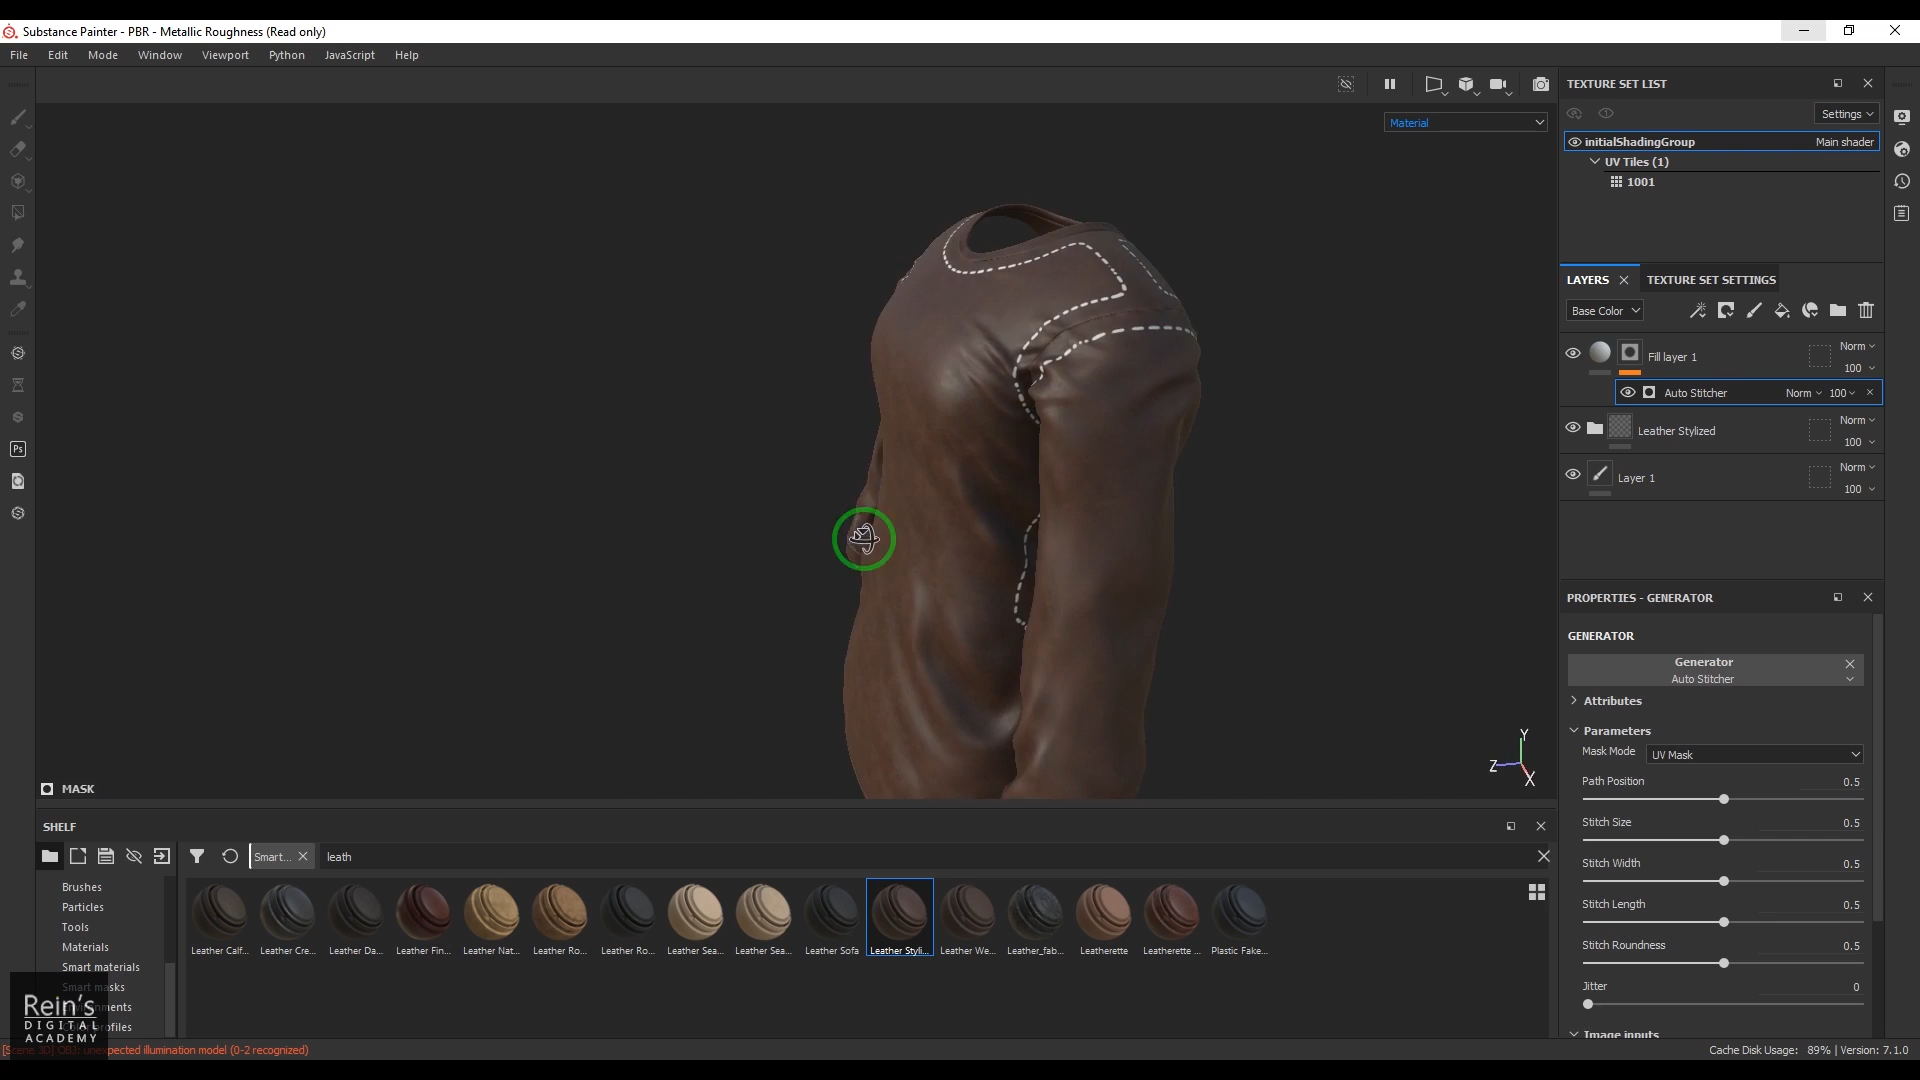 Substance Painter - PBR - Metallic Roughness (Read only)
File Edit Mode Window Viewport Python JavaScript Help
Material
TEXTURE SET LIST
Settings
initialShadingGroup Main shader
UV Tiles (1)
1001
LAYERS TEXTURE SET SETTINGS
Base Color
Fill layer 1 Norm 100
Auto Stitcher Norm 100
Leather Stylized Norm 100
Layer 1 Norm 100
Ps
Y
Z
X
MASK
PROPERTIES - GENERATOR
GENERATOR
Generator
Auto Stitcher
Attributes
Parameters
Mask Mode UV Mask
Path Position 0.5
Stitch Size 0.5
Stitch Width 0.5
Stitch Length 0.5
Stitch Roundness 0.5
Jitter 0
Image inputs
SHELF
Smart... leath
Brushes
Particles
Tools
Materials
Smart materials
Smart masks
Leather Calf... Leather Cre... Leather Da... Leather Fin... Leather Nat... Leather Ro... Leather Ro... Leather Sea... Leather Sea... Leather Sofa Leather Styli... Leather We... Leather_fab... Leatherette Leatherette ... Plastic Fake...
Rein's
DIGITAL
ACADEMY
unexpected illumination model (0-2 recognized)
Cache Disk Usage: 89% | Version: 7.1.0